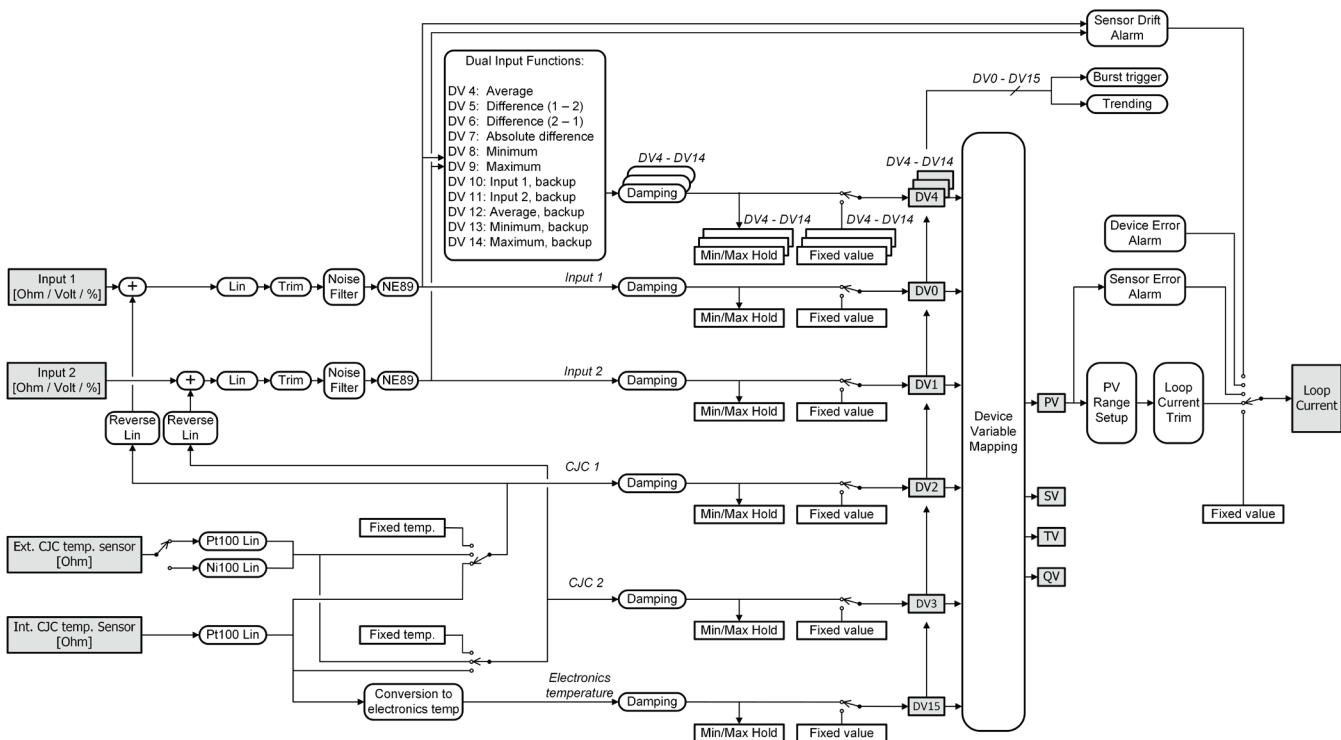 Sensor Drift
Alarm
Dual Input Functions:
DV 4: Average
DV 5: Difference (1 – 2)
DV 6: Difference (2 – 1)
DV 7: Absolute difference
DV 8: Minimum
DV 9: Maximum
DV 10: Input 1, backup
DV 11: Input 2, backup
DV 12: Average, backup
DV 13: Minimum, backup
DV 14: Maximum, backup
DV0 - DV15
Burst trigger
Trending
DV4 - DV14
Damping
DV4 - DV14
Min/Max Hold
DV4 - DV14
Fixed value
DV4 - DV14
DV4
Device Error
Alarm
Sensor Error
Alarm
Input 1
[Ohm / Volt / %]
+
Lin
Trim
Noise
Filter
NE89
Input 1
Damping
Min/Max Hold
Fixed value
DV0
Input 2
[Ohm / Volt / %]
+
Lin
Trim
Noise
Filter
NE89
Input 2
Damping
Min/Max Hold
Fixed value
DV1
Device
Variable
Mapping
PV
PV
Range
Setup
Loop
Current
Trim
Loop
Current
Reverse
Lin
Reverse
Lin
CJC 1
Damping
Min/Max Hold
Fixed value
DV2
SV
TV
QV
Fixed value
Ext. CJC temp. sensor
[Ohm]
Pt100 Lin
Ni100 Lin
Fixed temp.
CJC 2
Damping
Min/Max Hold
Fixed value
DV3
Int. CJC temp. Sensor
[Ohm]
Pt100 Lin
Fixed temp.
Conversion to
electronics temp
Electronics
temperature
Damping
Min/Max Hold
Fixed value
DV15